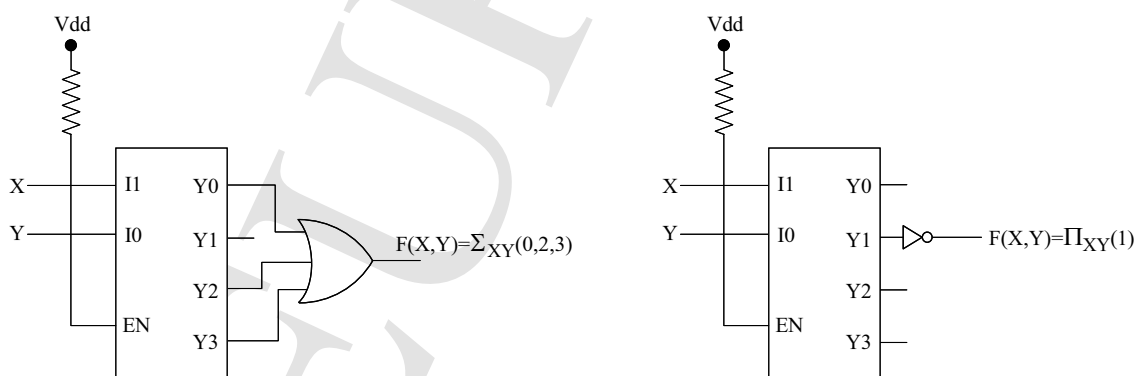 Vdd
X
Y
I1
I0
EN
Y0
Y1
Y2
Y3
F(X,Y)=Σ_XY(0,2,3)
Vdd
X
Y
I1
I0
EN
Y0
Y1
Y2
Y3
F(X,Y)=Π_XY(1)